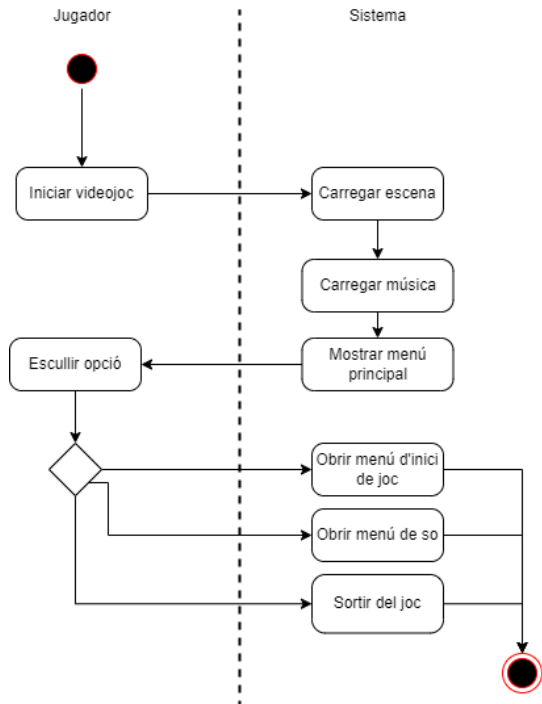 Jugador
Sistema
Iniciar videojoc
Carregar escena
Carregar música
Escullir opció
Mostrar menú
principal
Obrir menú d'inici
de joc
Obrir menú de so
Sortir del joc